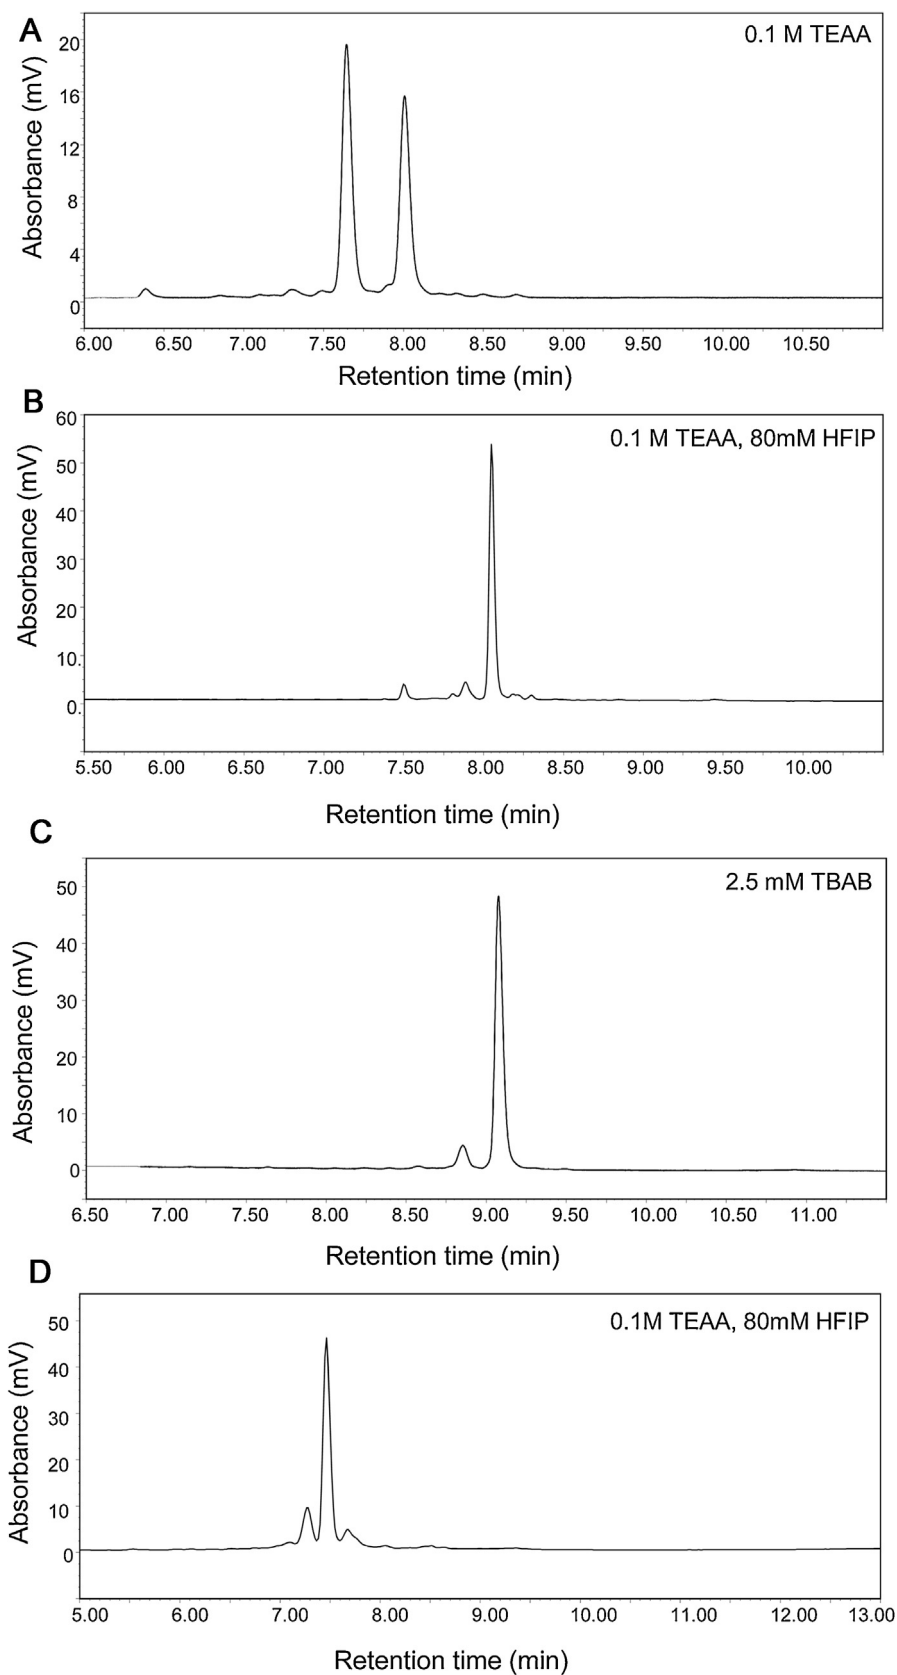 A
0.1 M TEAA
Absorbance (mV)
20
16
12
8
4
0
6.00 6.50 7.00 7.50 8.00 8.50 9.00 9.50 10.00 10.50
Retention time (min)
B
0.1 M TEAA, 80mM HFIP
Absorbance (mV)
60
50
40
30
20
10.
0.
5.50 6.00 6.50 7.00 7.50 8.00 8.50 9.00 9.50 10.00
Retention time (min)
C
2.5 mM TBAB
Absorbance (mV)
50
40
30
20
10
0
6.50 7.00 7.50 8.00 8.50 9.00 9.50 10.00 10.50 11.00
Retention time (min)
D
0.1M TEAA, 80mM HFIP
Absorbance (mV)
50
40
30
20
10
0
5.00 6.00 7.00 8.00 9.00 10.00 11.00 12.00 13.00
Retention time (min)